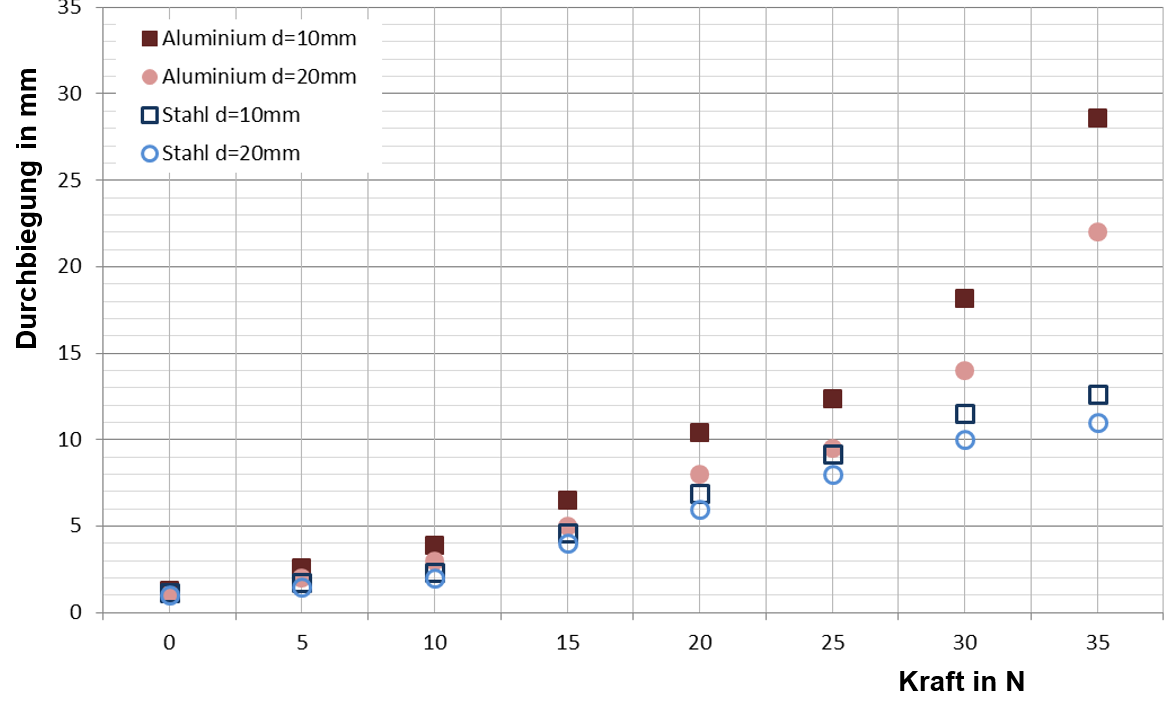 35
30
25
20
15
10
5
0
Durchbiegung in mm
Aluminium d=10mm
Aluminium d=20mm
Stahl d=10mm
Stahl d=20mm
0 5 10 15 20 25 30 35
Kraft in N